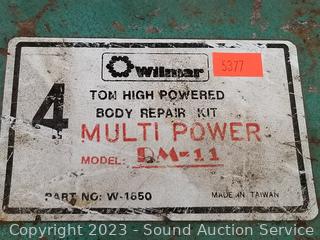 Wilmar
5377
4
TON HIGH POWERED
BODY REPAIR KIT
MULTI POWER
MODEL: DM-11
PART NO: W-1650
MADE IN TAIWAN
Copyright 2023 - Sound Auction Service